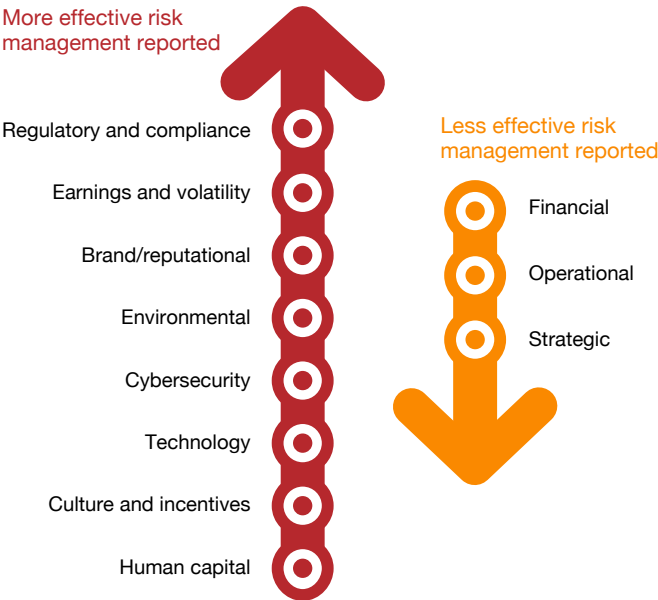 More effective risk
management reported
Regulatory and compliance
Earnings and volatility
Brand/reputational
Environmental
Cybersecurity
Technology
Culture and incentives
Human capital
Less effective risk
management reported
Financial
Operational
Strategic